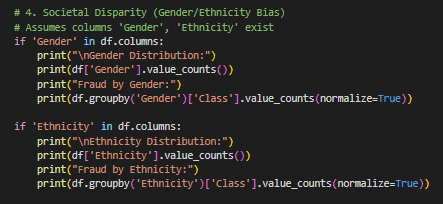 # 4. Societal Disparity (Gender/Ethnicity Bias)
# Assumes columns 'Gender', 'Ethnicity' exist
if 'Gender' in df.columns:
    print("\nGender Distribution:")
    print(df['Gender'].value_counts())
    print("Fraud by Gender:")
    print(df.groupby('Gender')['Class'].value_counts(normalize=True))

if 'Ethnicity' in df.columns:
    print("\nEthnicity Distribution:")
    print(df['Ethnicity'].value_counts())
    print("Fraud by Ethnicity:")
    print(df.groupby('Ethnicity')['Class'].value_counts(normalize=True))